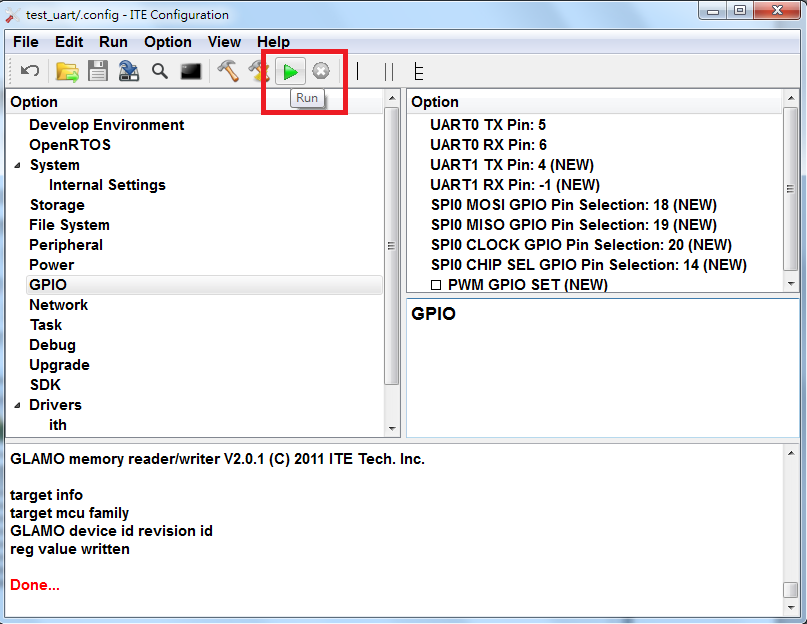 test_uart/.config - ITE Configuration
File Edit Run Option View Help
Run
Option
Develop Environment
OpenRTOS
System
Internal Settings
Storage
File System
Peripheral
Power
GPIO
Network
Task
Debug
Upgrade
SDK
Drivers
ith
Option
UART0 TX Pin: 5
UART0 RX Pin: 6
UART1 TX Pin: 4 (NEW)
UART1 RX Pin: -1 (NEW)
SPI0 MOSI GPIO Pin Selection: 18 (NEW)
SPI0 MISO GPIO Pin Selection: 19 (NEW)
SPI0 CLOCK GPIO Pin Selection: 20 (NEW)
SPI0 CHIP SEL GPIO Pin Selection: 14 (NEW)
PWM GPIO SET (NEW)
GPIO
GLAMO memory reader/writer V2.0.1 (C) 2011 ITE Tech. Inc.
target info
target mcu family
GLAMO device id revision id
reg value written
Done...